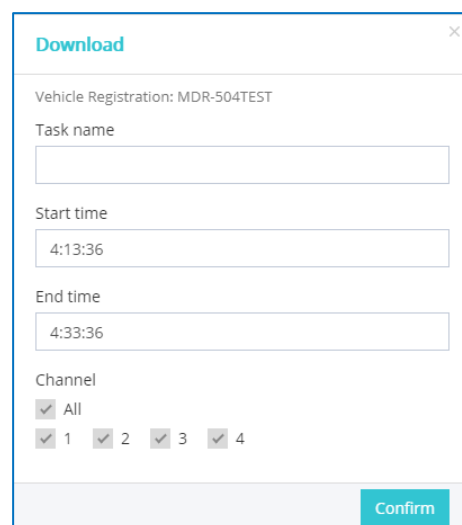 Download
Vehicle Registration: MDR-504TEST
Task name
Start time
4:13:36
End time
4:33:36
Channel
All
1 2 3 4
Confirm